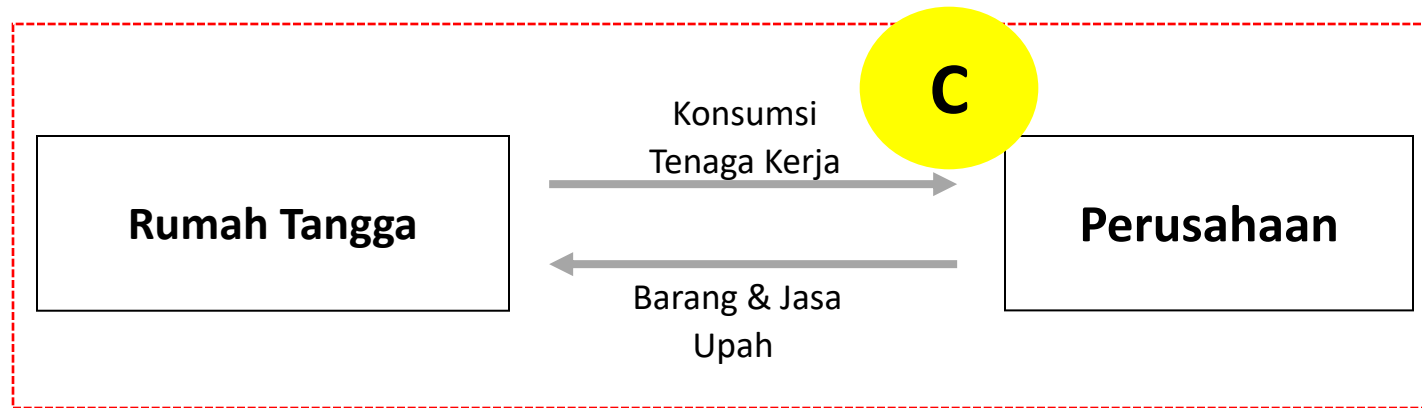 C
Konsumsi
Tenaga Kerja
Rumah Tangga
Perusahaan
Barang & Jasa
Upah